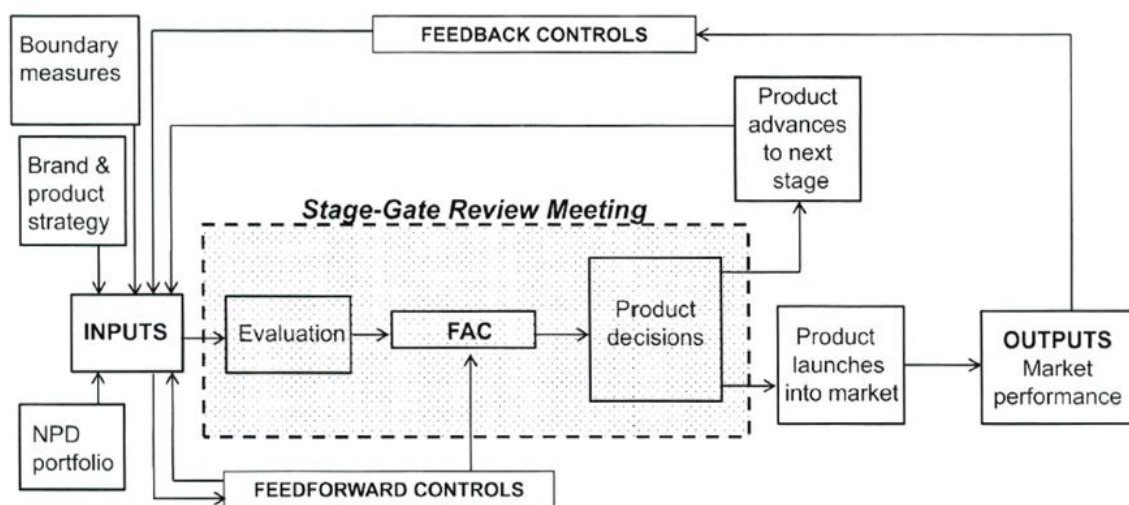 Boundary
measures
FEEDBACK CONTROLS
Product
advances
to next
stage
Brand &
product
strategy
Stage-Gate Review Meeting
INPUTS
Evaluation
FAC
Product
decisions
Product
launches
into market
OUTPUTS
Market
performance
NPD
portfolio
FEEDFORWARD CONTROLS